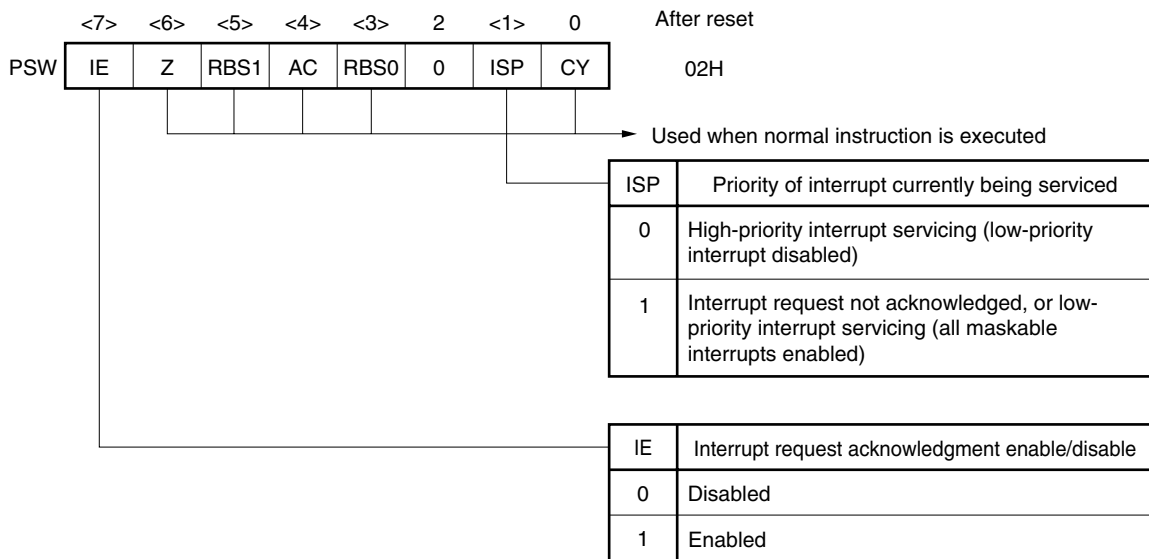 <7> <6> <5> <4> <3> 2 <1> 0 After reset
PSW IE Z RBS1 AC RBS0 0 ISP CY 02H
Used when normal instruction is executed
ISP Priority of interrupt currently being serviced
0 High-priority interrupt servicing (low-priority
interrupt disabled)
1 Interrupt request not acknowledged, or low-
priority interrupt servicing (all maskable
interrupts enabled)
IE Interrupt request acknowledgment enable/disable
0 Disabled
1 Enabled